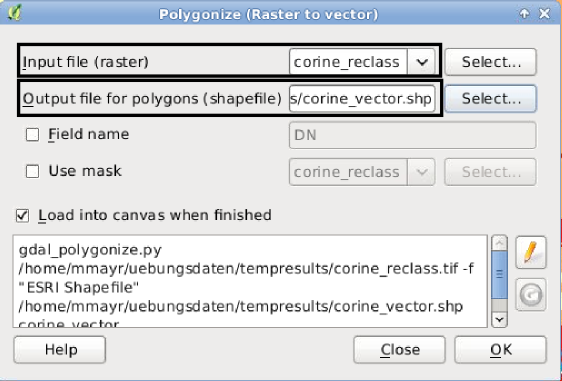 Polygonize (Raster to vector)
Input file (raster) corine_reclass Select...
Output file for polygons (shapefile) s/corine_vector.shp Select...
Field name DN
Use mask corine_reclass Select...
Load into canvas when finished
gdal_polygonize.py
/home/mmayr/uebungsdaten/tempresults/corine_reclass.tif -f
"ESRI Shapefile"
/home/mmayr/uebungsdaten/tempresults/corine_vector.shp
corine_vector
Help Close OK